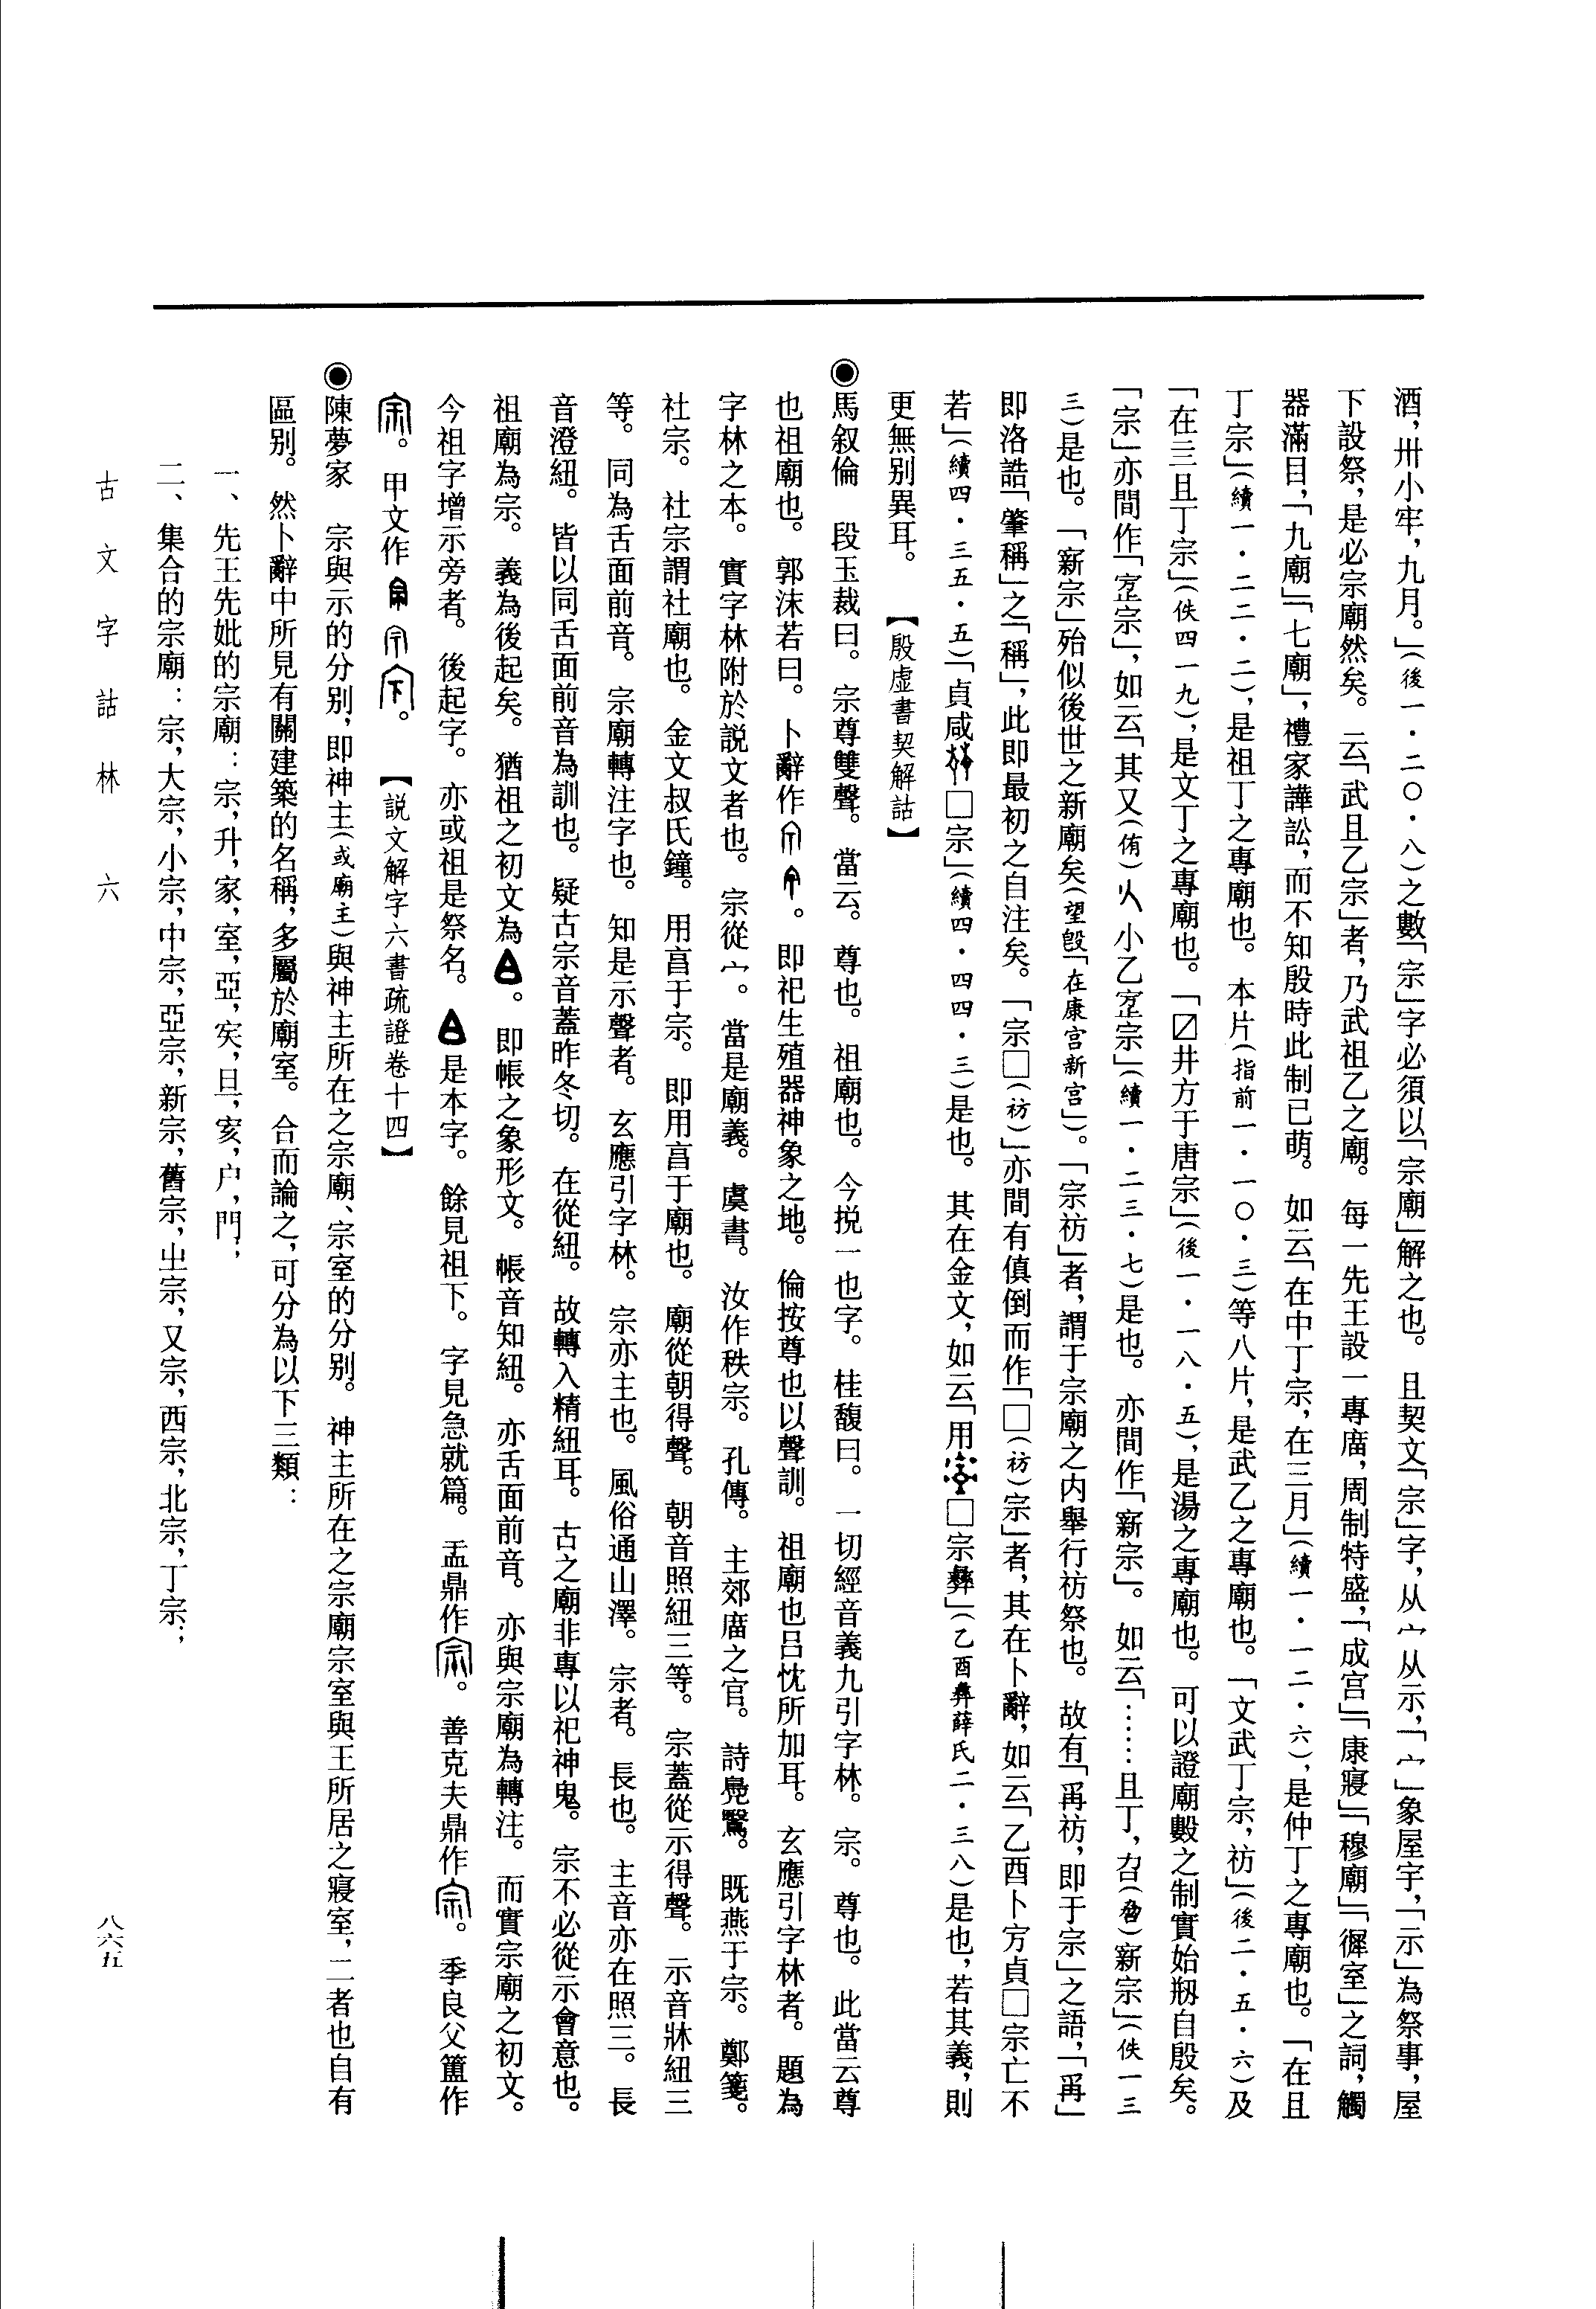 酒，卅小牢，九月。」（後一・二〇・八）之數「宗」字必須以「宗廟」解之也。且契文「宗」字，从宀从示，「宀」象屋宇，「示」為祭事，屋
下設祭，是必宗廟然矣。云「武且乙宗」者，乃武祖乙之廟。每一先王設一專廟，周制特盛，「成宫」「康寢」「穆廟」「徲室」之詞，觸
器滿目，「九廟」「七廟」，禮家譁訟，而不知殷時此制已萌。如云「在中丁宗，在三月」（續一・一二・六），是仲丁之專廟也。「在且
丁宗」（續一・二二・二），是祖丁之專廟也。本片（指前一・一〇・三）等八片，是武乙之專廟也。「文武丁宗，祊」（後二・五・六）及
「在三且丁宗」（佚四一九），是文丁之專廟也。「〼井方于唐宗」（後一・一八・五），是湯之專廟也。可以證廟數之制實始刱自殷矣。
「宗」亦間作「宗」，如云「其又（侑）小乙宗」（續一・二三・七）是也。亦間作「新宗」。如云「……且丁，召（）新宗」（佚一三
三）是也。「新宗」殆似後世之新廟矣（望𣪘「在康宫新宫」）。「宗祊」者，謂于宗廟之内舉行祊祭也。故有「爯祊，即于宗」之語，「爯」
即洛誥「肇稱」之「稱」，此即最初之自注矣。「宗□（祊）」亦間有傎倒而作「□（祊）宗」者，其在卜辭，如云「乙酉卜方貞□宗亡不
若」（續四・三五・五）「貞咸□宗」（續四・四四・三）是也。其在金文，如云「用□宗彝」（乙酉彝薛氏二・三八）是也，若其義，則
更無别異耳。　【殷虚書契解詁】
◉馬叙倫　段玉裁曰。宗尊雙聲。當云。尊也。祖廟也。今挩一也字。桂馥曰。一切經音義九引字林。宗。尊也。此當云尊
也祖廟也。郭沫若曰。卜辭作。即祀生殖器神象之地。倫按尊也以聲訓。祖廟也吕忱所加耳。玄應引字林者。題為
字林之本。實字林附於説文者也。宗從宀。當是廟義。虞書。汝作秩宗。孔傳。主郊廟之官。詩鳧鷖。既燕于宗。鄭箋。
社宗。社宗謂社廟也。金文叔氏鐘。用亯于宗。即用亯于廟也。廟從朝得聲。朝音照紐三等。宗蓋從示得聲。示音牀紐三
等。同為舌面前音。宗廟轉注字也。知是示聲者。玄應引字林。宗亦主也。風俗通山澤。宗者。長也。主音亦在照三。長
音澄紐。皆以同舌面前音為訓也。疑古宗音蓋昨冬切。在從紐。故轉入精紐耳。古之廟非專以祀神鬼。宗不必從示會意也。
祖廟為宗。義為後起矣。猶祖之初文為。即帳之象形文。帳音知紐。亦舌面前音。亦與宗廟為轉注。而實宗廟之初文。
今祖字增示旁者。後起字。亦或祖是祭名。是本字。餘見祖下。字見急就篇。盂鼎作。善克夫鼎作。季良父簠作
。甲文作。　【説文解字六書疏證卷十四】
◉陳夢家　宗與示的分别，即神主（或廟主）與神主所在之宗廟、宗室的分别。神主所在之宗廟宗室與王所居之寢室，二者也自有
區别。然卜辭中所見有關建築的名稱，多屬於廟室。合而論之，可分為以下三類：
一、先王先妣的宗廟：宗，升，家，室，亞，㝔，旦，亥，户，門，
二、集合的宗廟：宗，大宗，小宗，中宗，亞宗，新宗，舊宗，㞢宗，又宗，西宗，北宗，丁宗；
古文字詁林　六
八六五